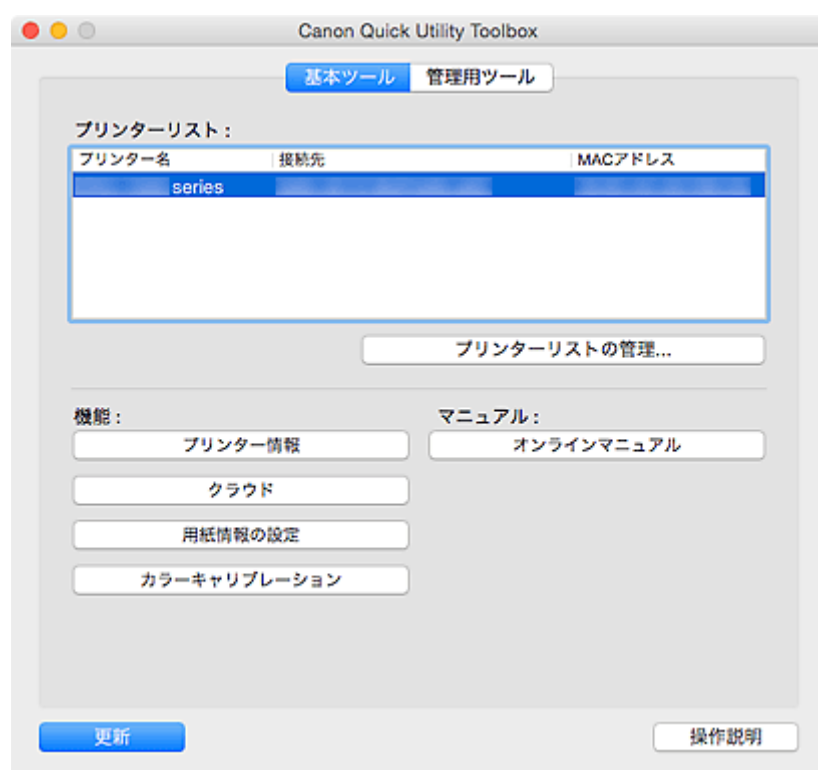 Canon Quick Utility Toolbox
基本ツール 管理用ツール
プリンターリスト：
プリンター名 接続先 MACアドレス
series
プリンターリストの管理...
機能： マニュアル：
プリンター情報 オンラインマニュアル
クラウド
用紙情報の設定
カラーキャリブレーション
更新 操作説明